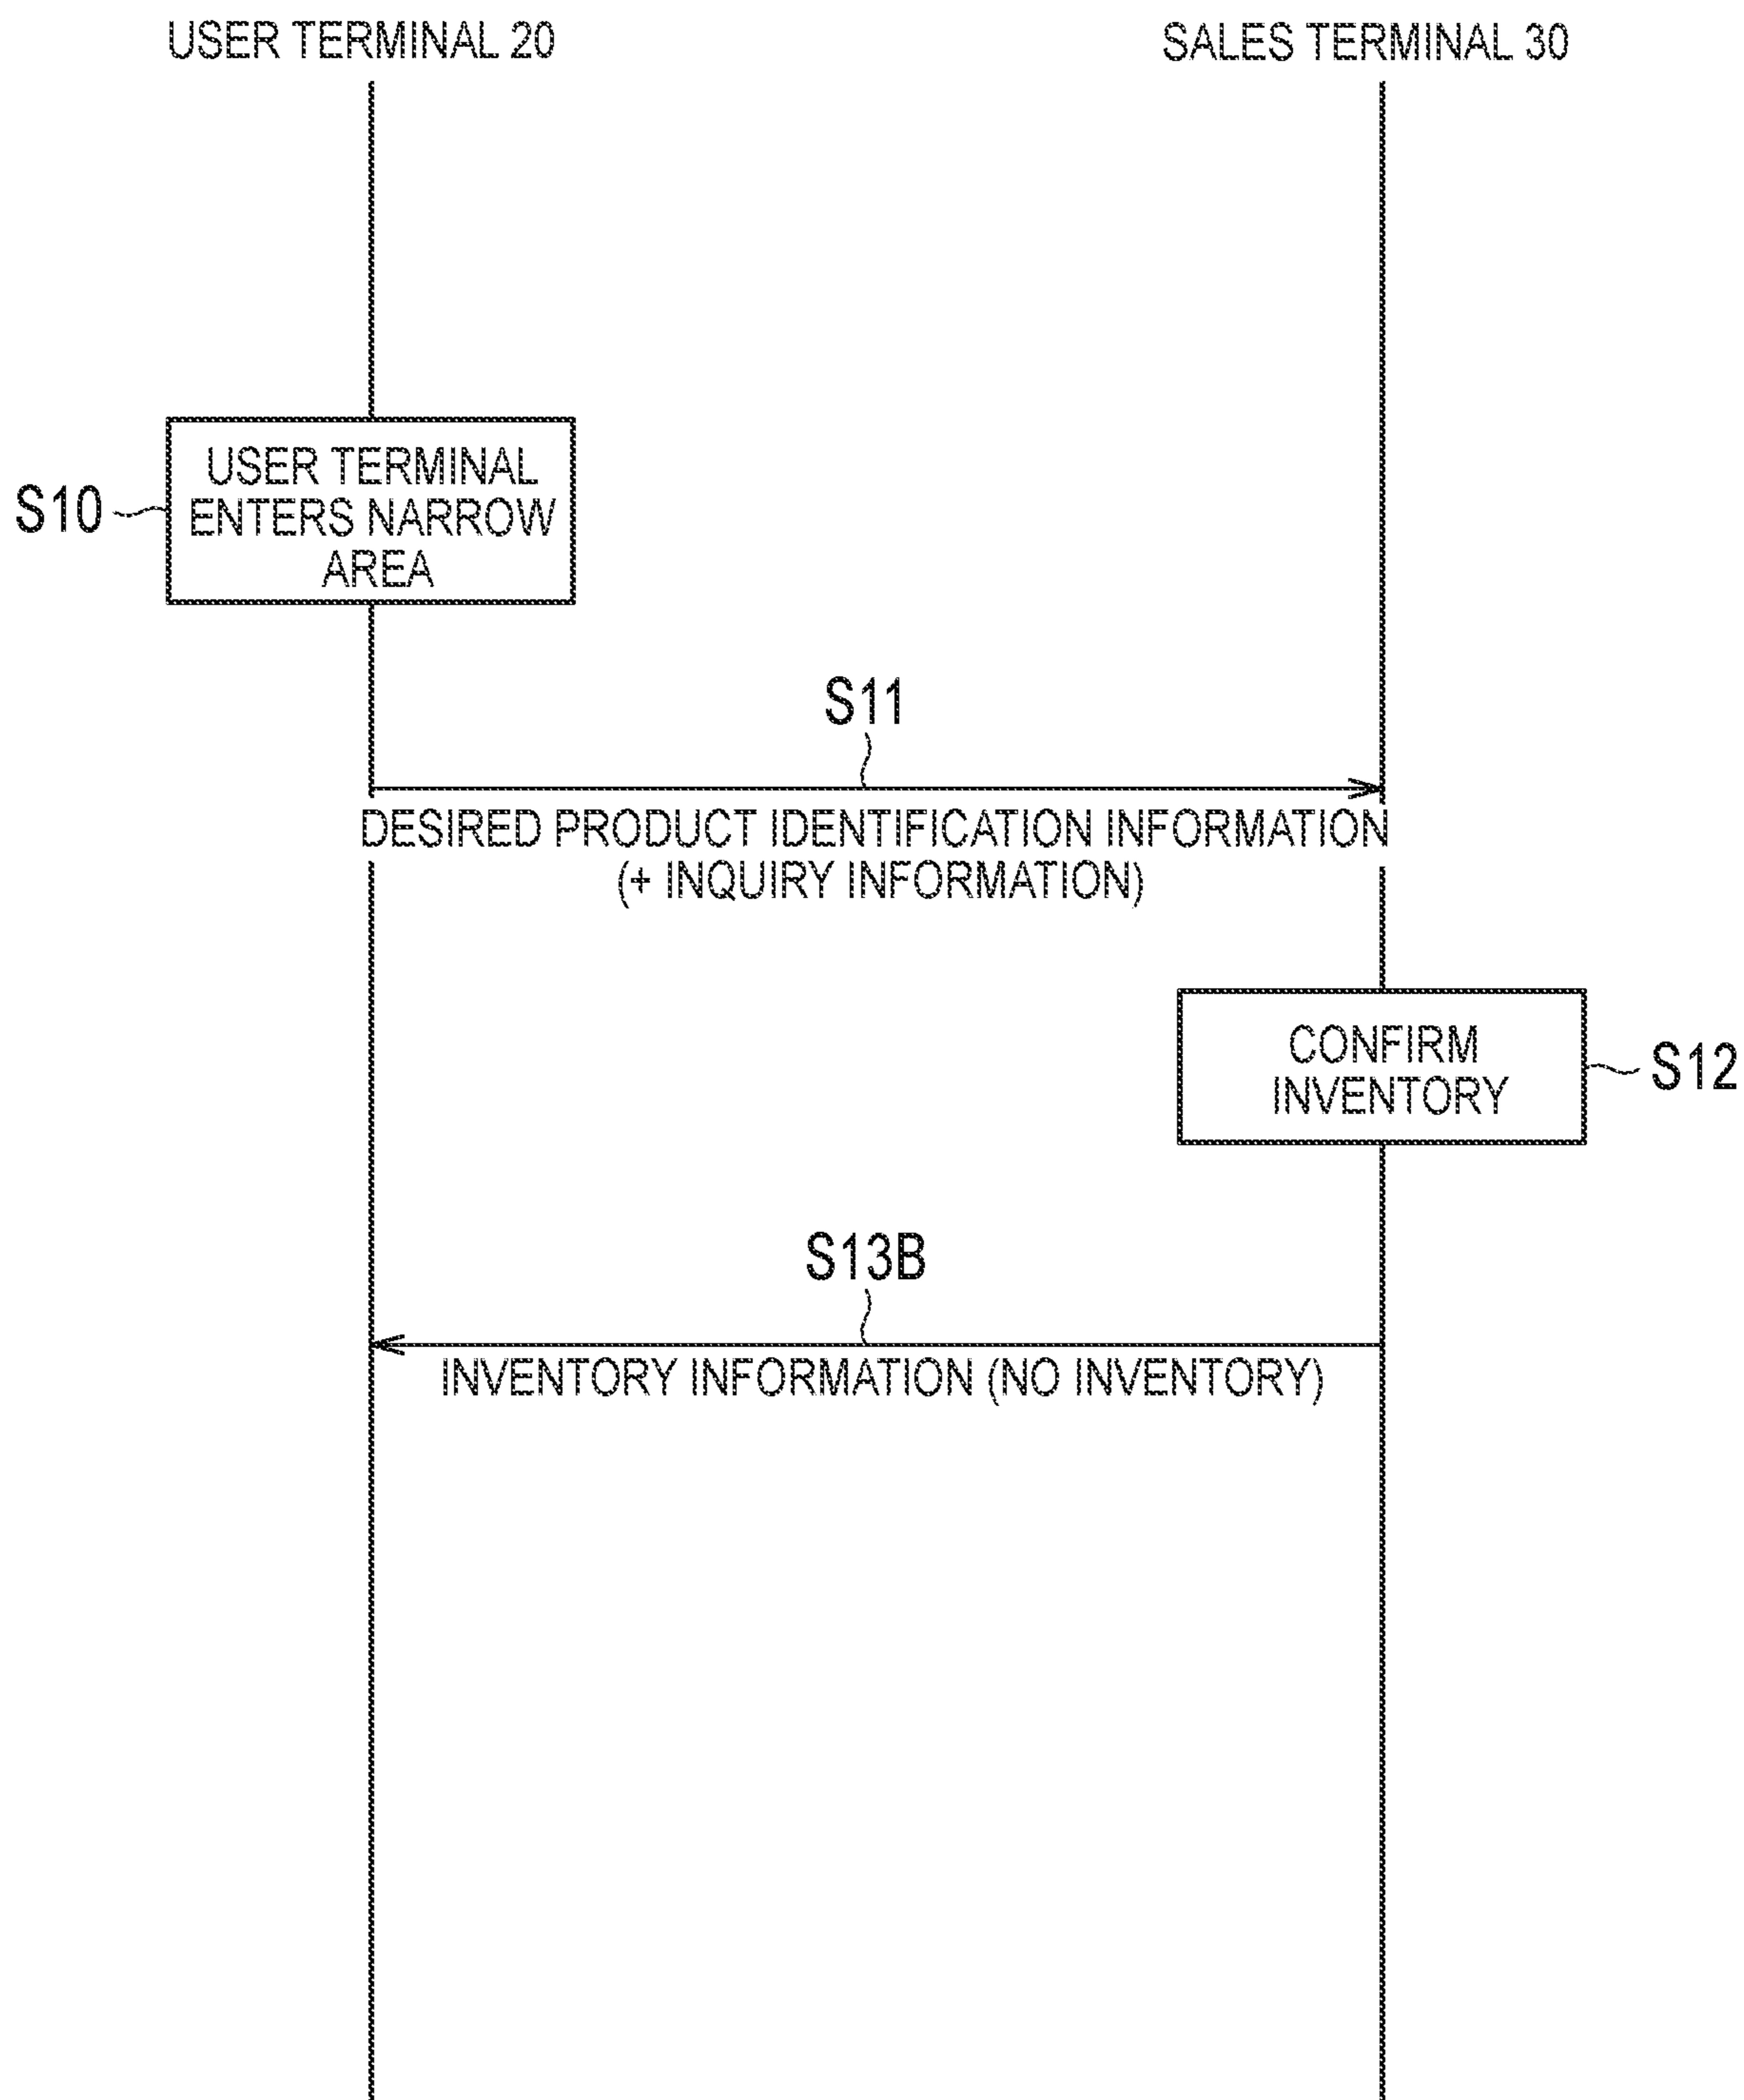 USER TERMINAL 20
SALES TERMINAL 30
USER TERMINAL
ENTERS NARROW
AREA
S10
S11
DESIRED PRODUCT IDENTIFICATION INFORMATION
(+ INQUIRY INFORMATION)
CONFIRM
INVENTORY
S12
S13B
INVENTORY INFORMATION (NO INVENTORY)